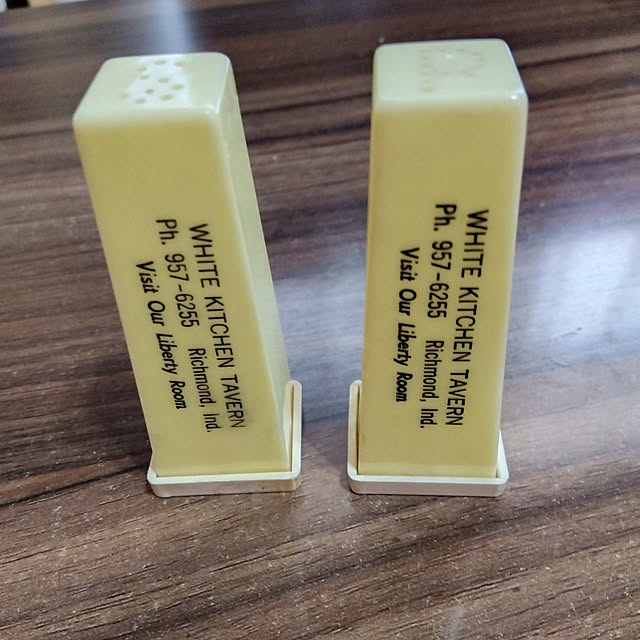 WHITE KITCHEN TAVERN
Ph. 957-6255 Richmond, Ind.
Visit Our Liberty Room
WHITE KITCHEN TAVERN
Ph. 957-6255 Richmond, Ind.
Visit Our Liberty Room